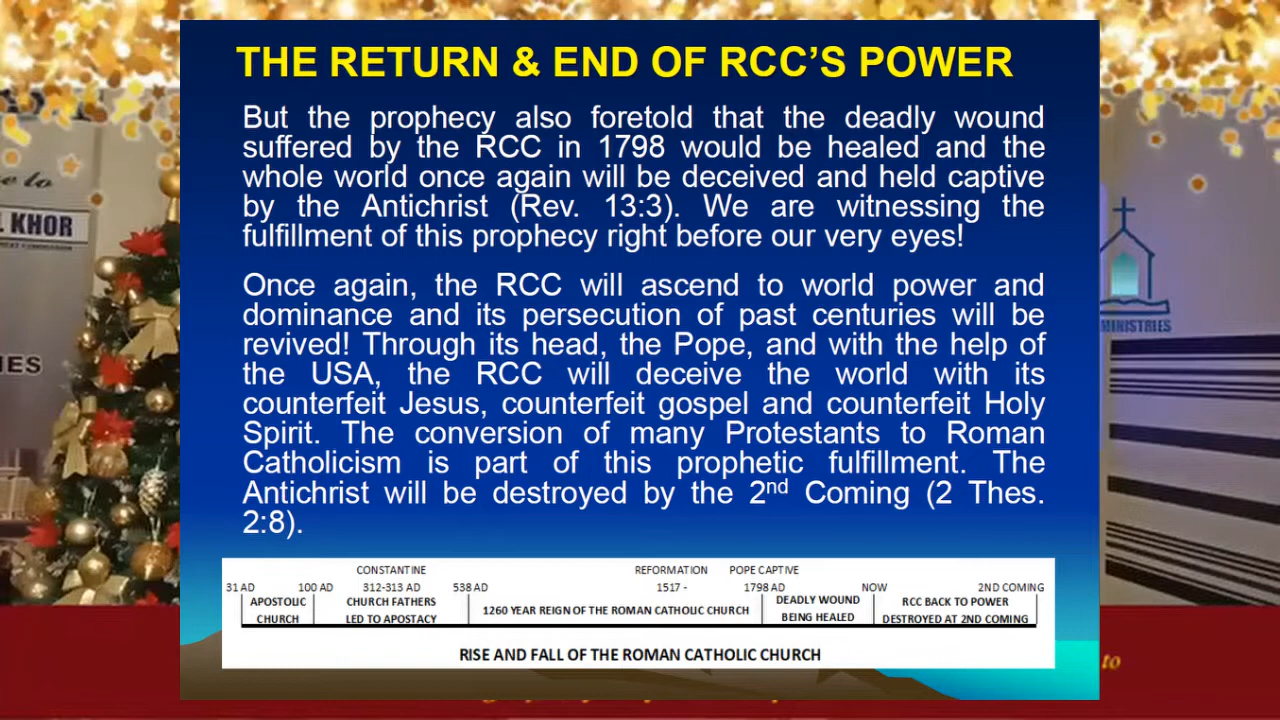 THE RETURN & END OF RCC'S POWER
But the prophecy also foretold that the deadly wound
suffered by the RCC in 1798 would be healed and the
whole world once again will be deceived and held captive
by the Antichrist (Rev. 13:3). We are witnessing the
fulfillment of this prophecy right before our very eyes!
Once again, the RCC will ascend to world power and
dominance and its persecution of past centuries will be
revived! Through its head, the Pope, and with the help of
the USA, the RCC will deceive the world with its
counterfeit Jesus, counterfeit gospel and counterfeit Holy
Spirit. The conversion of many Protestants to Roman
Catholicism is part of this prophetic fulfillment. The
Antichrist will be destroyed by the 2nd Coming (2 Thes.
2:8).
CONSTANTINE REFORMATION POPE CAPTIVE
31 AD 100 AD 312-313 AD 538 AD 1517 - 1798 AD NOW 2ND COMING
APOSTOLIC CHURCH FATHERS 1260 YEAR REIGN OF THE ROMAN CATHOLIC CHURCH DEADLY WOUND RCC BACK TO POWER
CHURCH LED TO APOSTACY BEING HEALED DESTROYED AT 2ND COMING
RISE AND FALL OF THE ROMAN CATHOLIC CHURCH
to
L KHOR
MINISTRIES
to